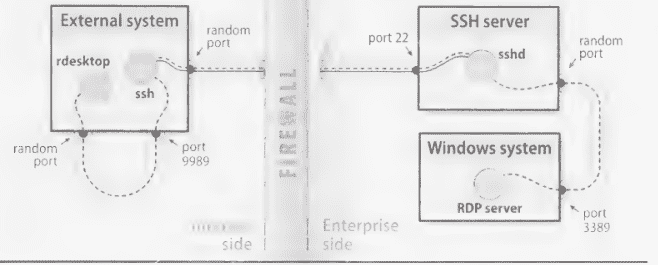 External system
rdesktop
ssh
random
port
random
port
port
9989
FIREWALL
side
Enterprise
side
SSH server
port 22
sshd
random
port
Windows system
RDP server
port
3389